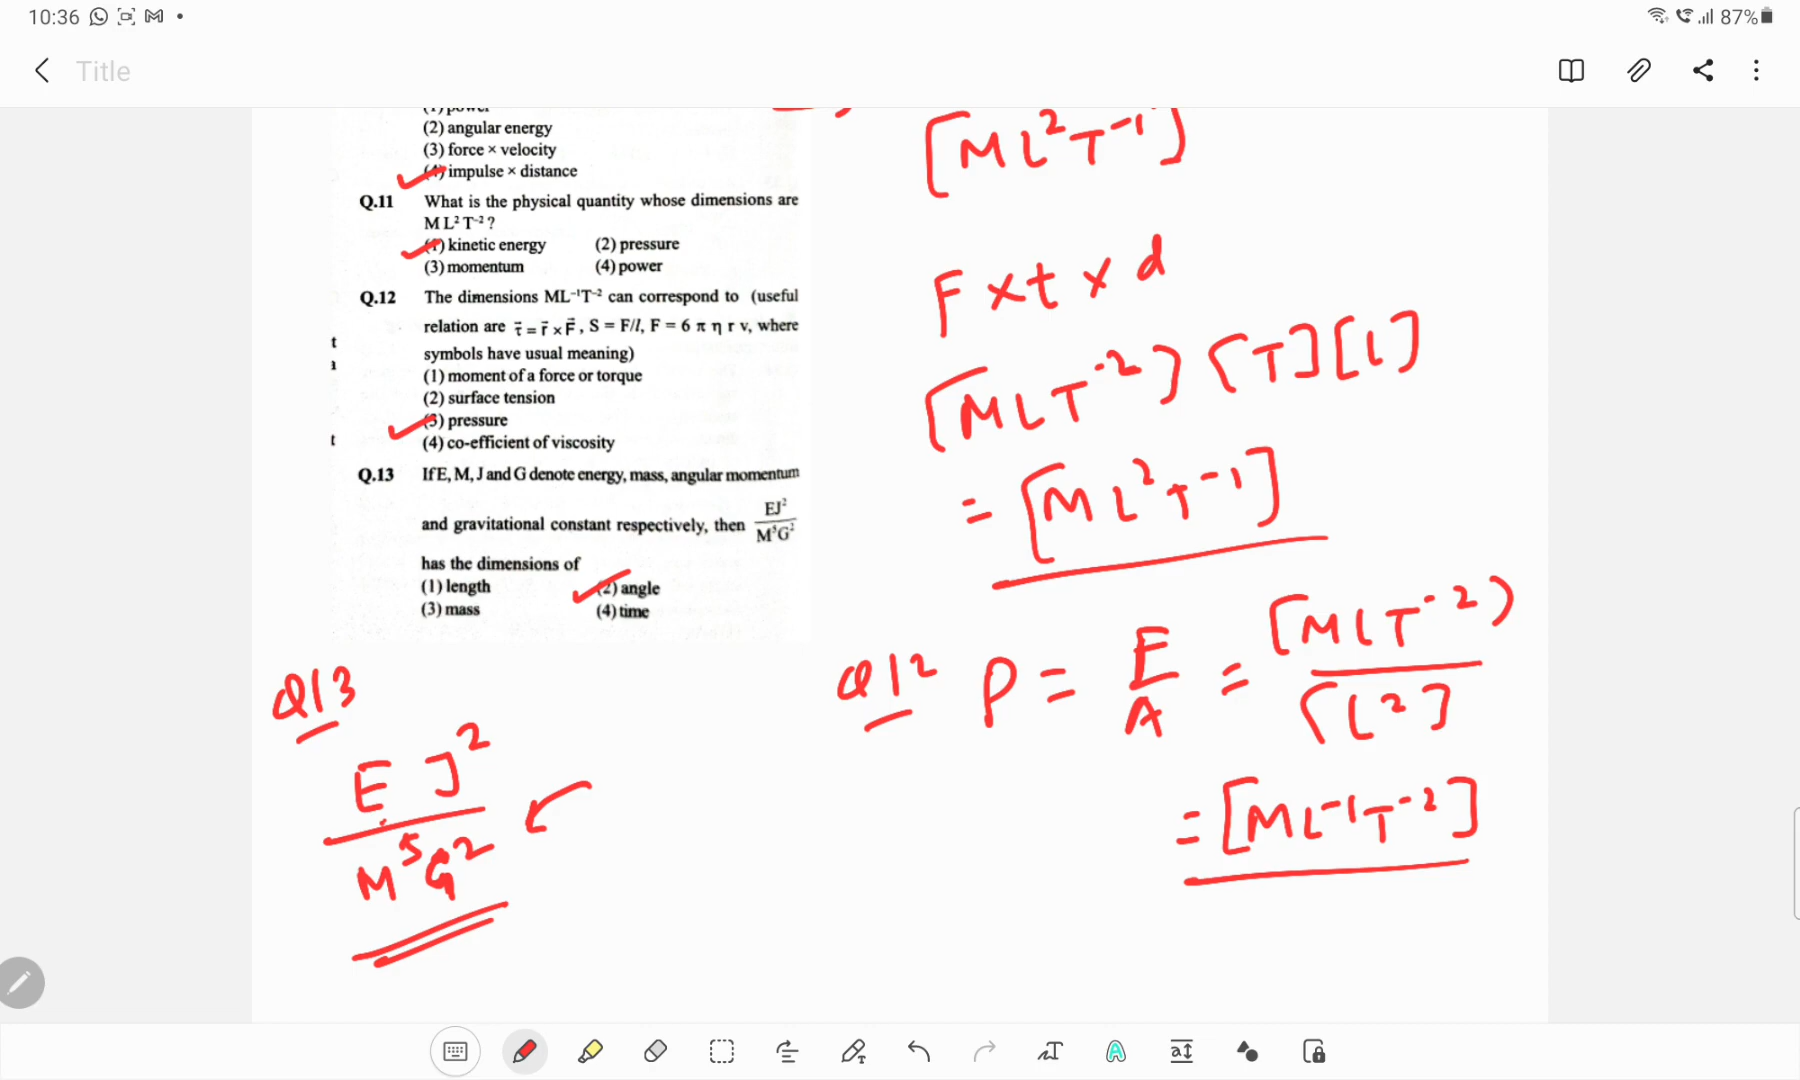 10:36
87%
Title
(1) power
(2) angular energy
(3) force × velocity
(4) impulse × distance
Q.11 What is the physical quantity whose dimensions are
M L² T⁻² ?
(1) kinetic energy (2) pressure
(3) momentum (4) power
Q.12 The dimensions ML⁻¹T⁻² can correspond to (useful
relation are τ⃗ = r⃗ × F⃗ , S = F/l, F = 6 π η r v, where
symbols have usual meaning)
(1) moment of a force or torque
(2) surface tension
(3) pressure
(4) co-efficient of viscosity
Q.13 If E, M, J and G denote energy, mass, angular momentum
and gravitational constant respectively, then EJ²/M⁵G²
has the dimensions of
(1) length (2) angle
(3) mass (4) time
t
t
[ML²T⁻¹]
F × t × d
[MLT⁻²] [T] [L]
= [ML²T⁻¹]
Q12 P = F/A = [MLT⁻²]/[L²]
= [ML⁻¹T⁻²]
Q13
E J²
M⁵G²